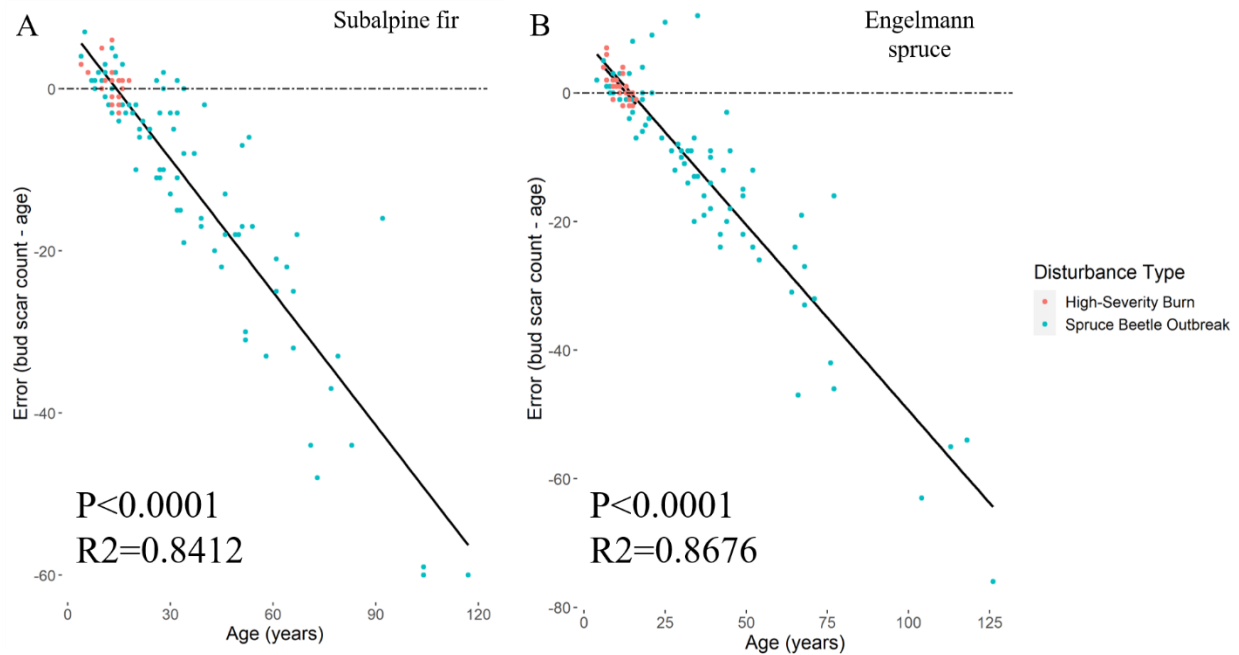 A
Subalpine fir
Error (bud scar count - age)
0
-20
-40
-60
P<0.0001
R2=0.8412
0
30
60
90
120
Age (years)
B
Engelmann
spruce
Error (bud scar count - age)
0
-20
-40
-60
-80
P<0.0001
R2=0.8676
0
25
50
75
100
125
Age (years)
Disturbance Type
High-Severity Burn
Spruce Beetle Outbreak